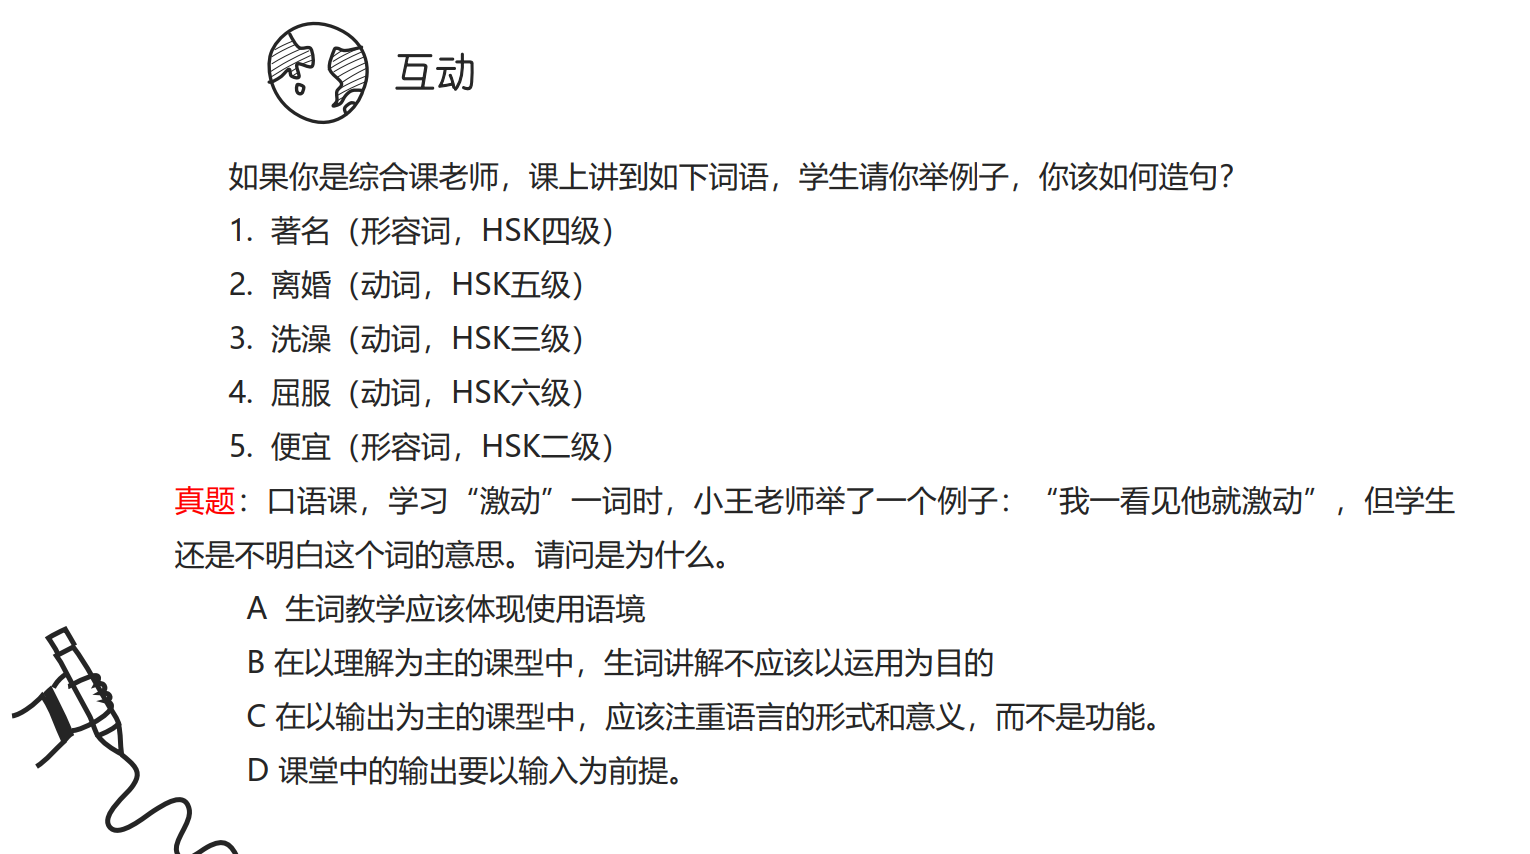 互动
如果你是综合课老师，课上讲到如下词语，学生请你举例子，你该如何造句？
1. 著名（形容词，HSK四级）
2. 离婚（动词，HSK五级）
3. 洗澡（动词，HSK三级）
4. 屈服（动词，HSK六级）
5. 便宜（形容词，HSK二级）
真题：口语课，学习“激动”一词时，小王老师举了一个例子：“我一看见他就激动”，但学生
还是不明白这个词的意思。请问是为什么。
A 生词教学应该体现使用语境
B 在以理解为主的课型中，生词讲解不应该以运用为目的
C 在以输出为主的课型中，应该注重语言的形式和意义，而不是功能。
D 课堂中的输出要以输入为前提。